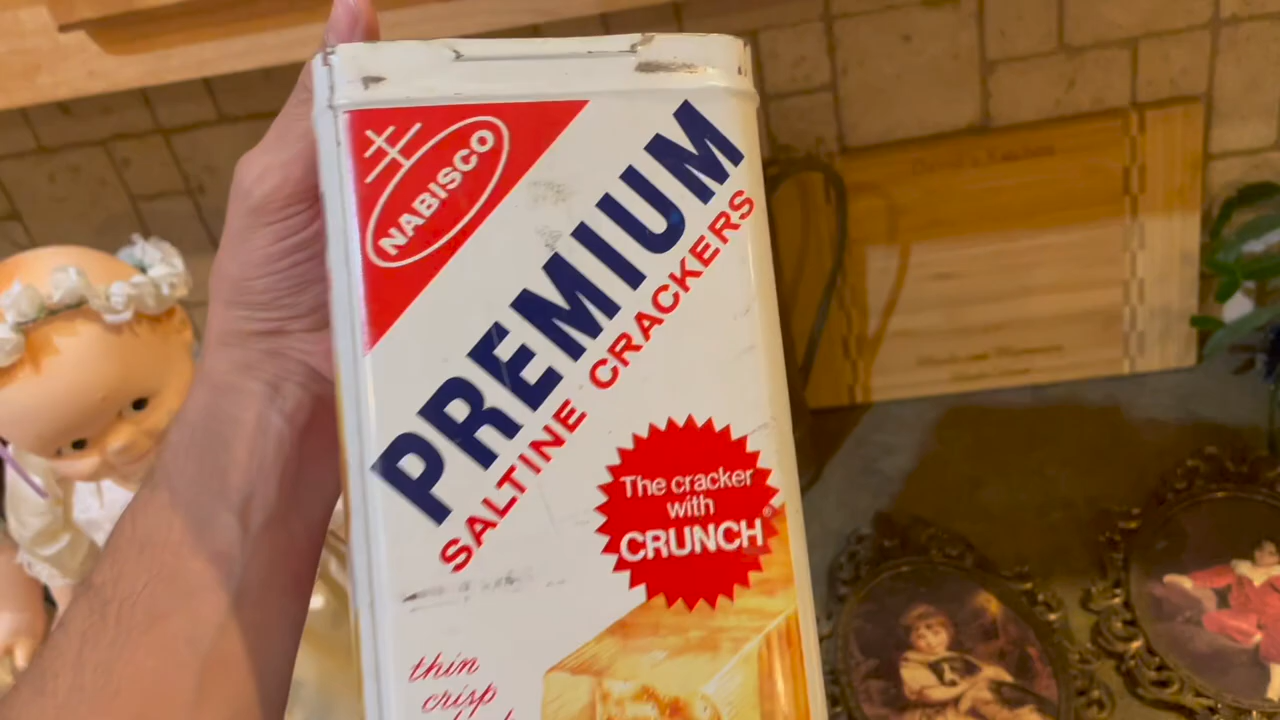 NABISCO
PREMIUM
SALTINE CRACKERS
The cracker
with
CRUNCH®
thin
crisp